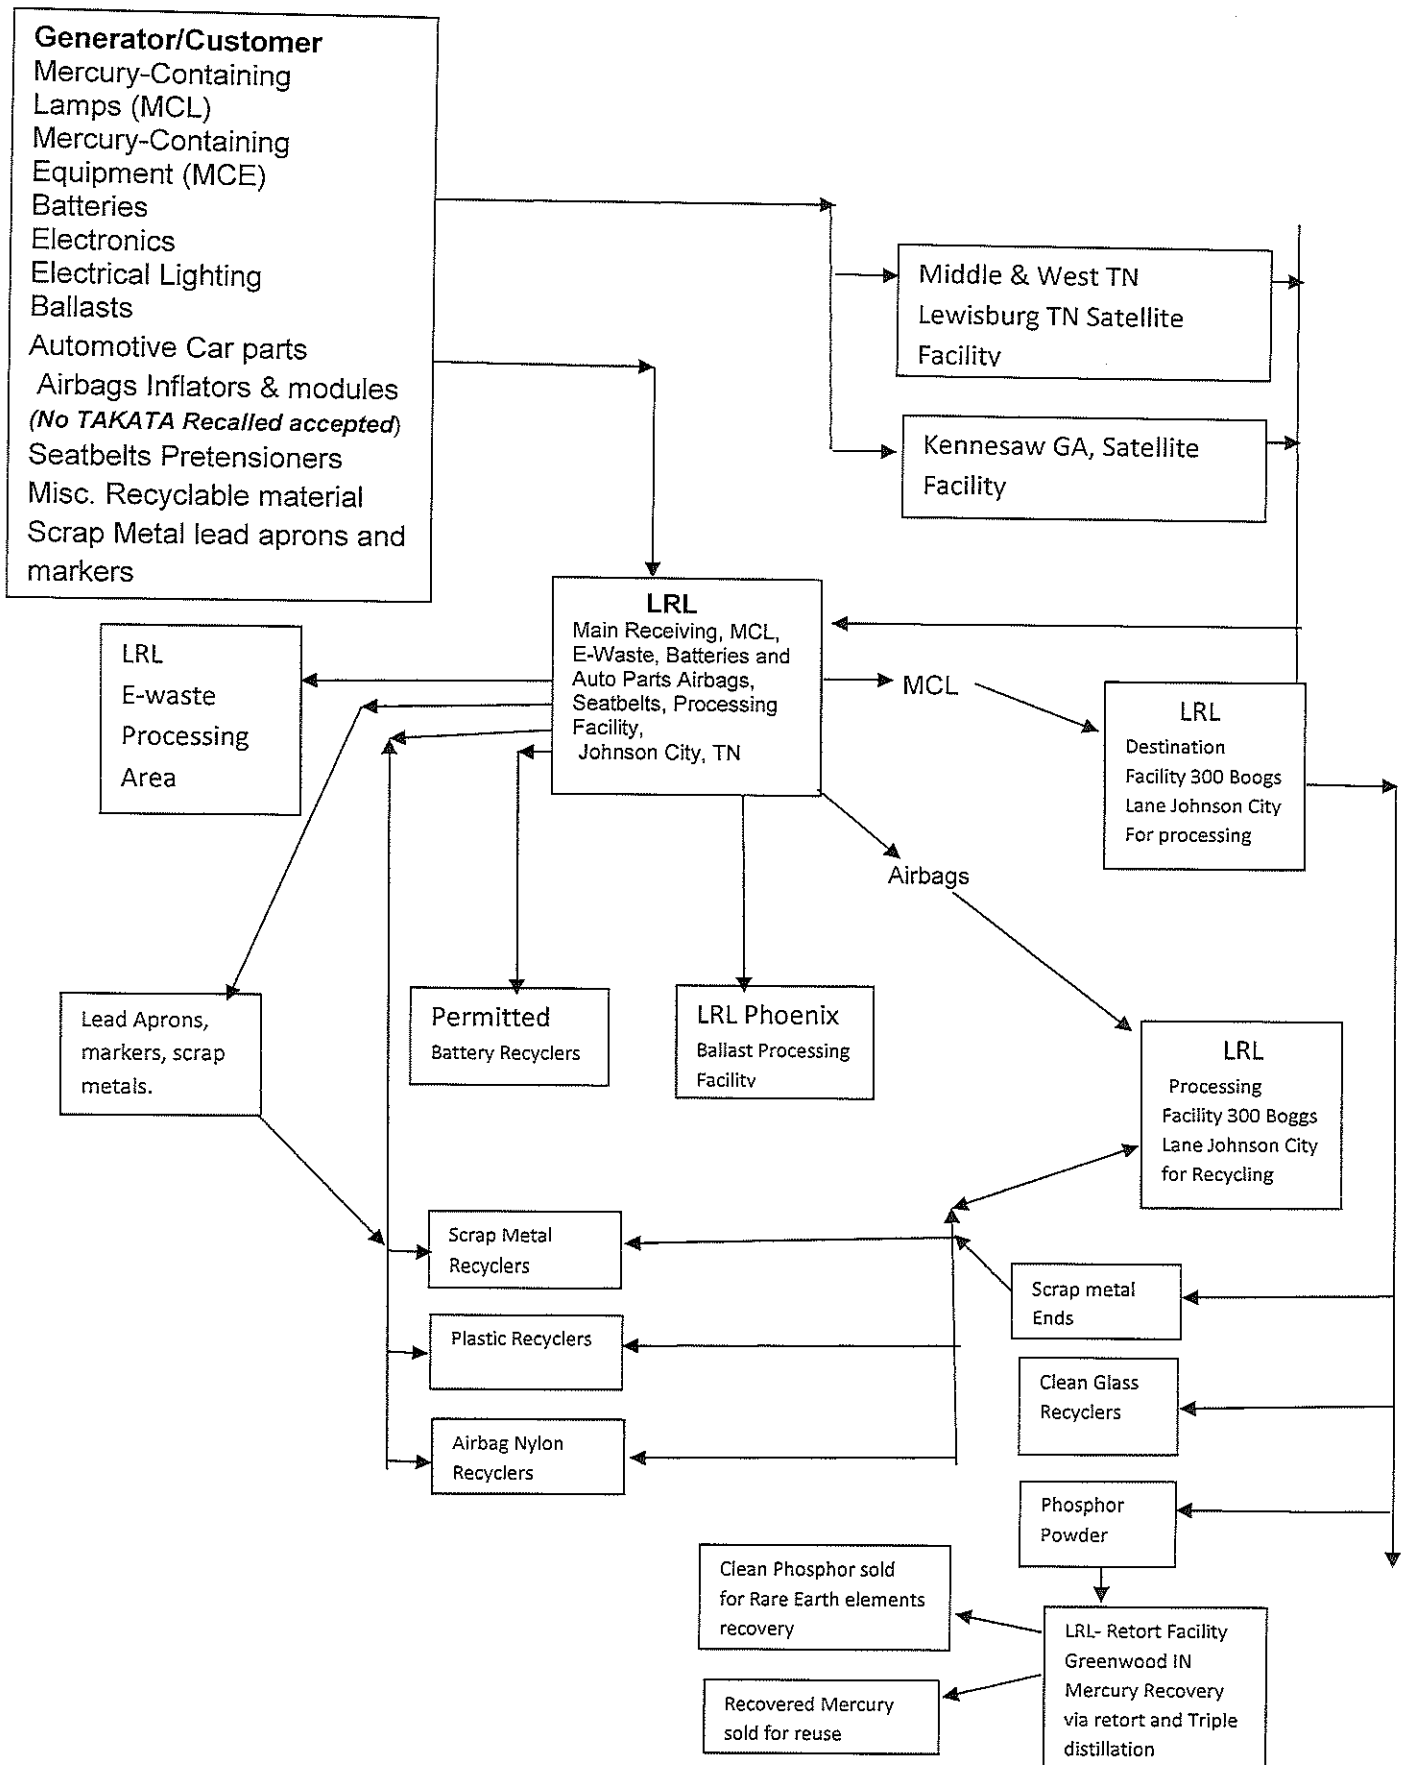 Generator/Customer
Mercury-Containing
Lamps (MCL)
Mercury-Containing
Equipment (MCE)
Batteries
Electronics
Electrical Lighting
Ballasts
Automotive Car parts
Airbags Inflators & modules
(No TAKATA Recalled accepted)
Seatbelts Pretensioners
Misc. Recyclable material
Scrap Metal lead aprons and
markers
Middle & West TN
Lewisburg TN Satellite
Facility
Kennesaw GA, Satellite
Facility
LRL
Main Receiving, MCL,
E-Waste, Batteries and
Auto Parts Airbags,
Seatbelts, Processing
Facility,
Johnson City, TN
LRL
E-waste
Processing
Area
MCL
LRL
Destination
Facility 300 Boogs
Lane Johnson City
For processing
Airbags
Lead Aprons,
markers, scrap
metals.
Permitted
Battery Recyclers
LRL Phoenix
Ballast Processing
Facility
LRL
Processing
Facility 300 Boggs
Lane Johnson City
for Recycling
Scrap Metal
Recyclers
Scrap metal
Ends
Plastic Recyclers
Clean Glass
Recyclers
Airbag Nylon
Recyclers
Phosphor
Powder
Clean Phosphor sold
for Rare Earth elements
recovery
LRL- Retort Facility
Greenwood IN
Mercury Recovery
via retort and Triple
distillation
Recovered Mercury
sold for reuse